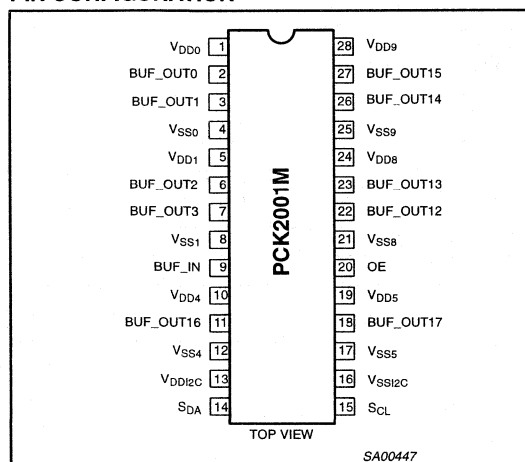 VDD0 1 28 VDD9
BUF_OUT0 2 27 BUF_OUT15
BUF_OUT1 3 26 BUF_OUT14
VSS0 4 25 VSS9
VDD1 5 24 VDD8
BUF_OUT2 6 23 BUF_OUT13
BUF_OUT3 7 22 BUF_OUT12
VSS1 8 21 VSS8
BUF_IN 9 20 OE
VDD4 10 19 VDD5
BUF_OUT16 11 18 BUF_OUT17
VSS4 12 17 VSS5
VDDI2C 13 16 VSSI2C
SDA 14 15 SCL
PCK2001M
TOP VIEW
SA00447